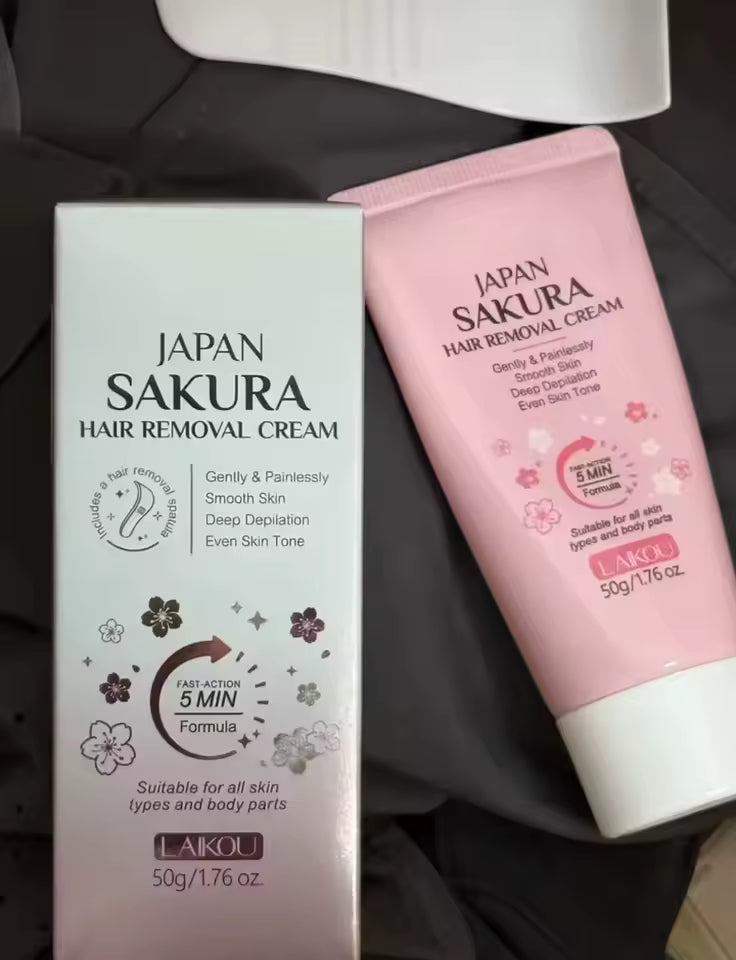 JAPAN
SAKURA
HAIR REMOVAL CREAM
Includes a hair removal spatula
Gently & Painlessly
Smooth Skin
Deep Depilation
Even Skin Tone
FAST-ACTION
5 MIN
Formula
Suitable for all skin
types and body parts
LAIKOU
50g/1.76 oz.
JAPAN
SAKURA
HAIR REMOVAL CREAM
Gently & Painlessly
Smooth Skin
Deep Depilation
Even Skin Tone
FAST-ACTION
5 MIN
Formula
Suitable for all skin
types and body parts
LAIKOU
50g/1.76 oz.